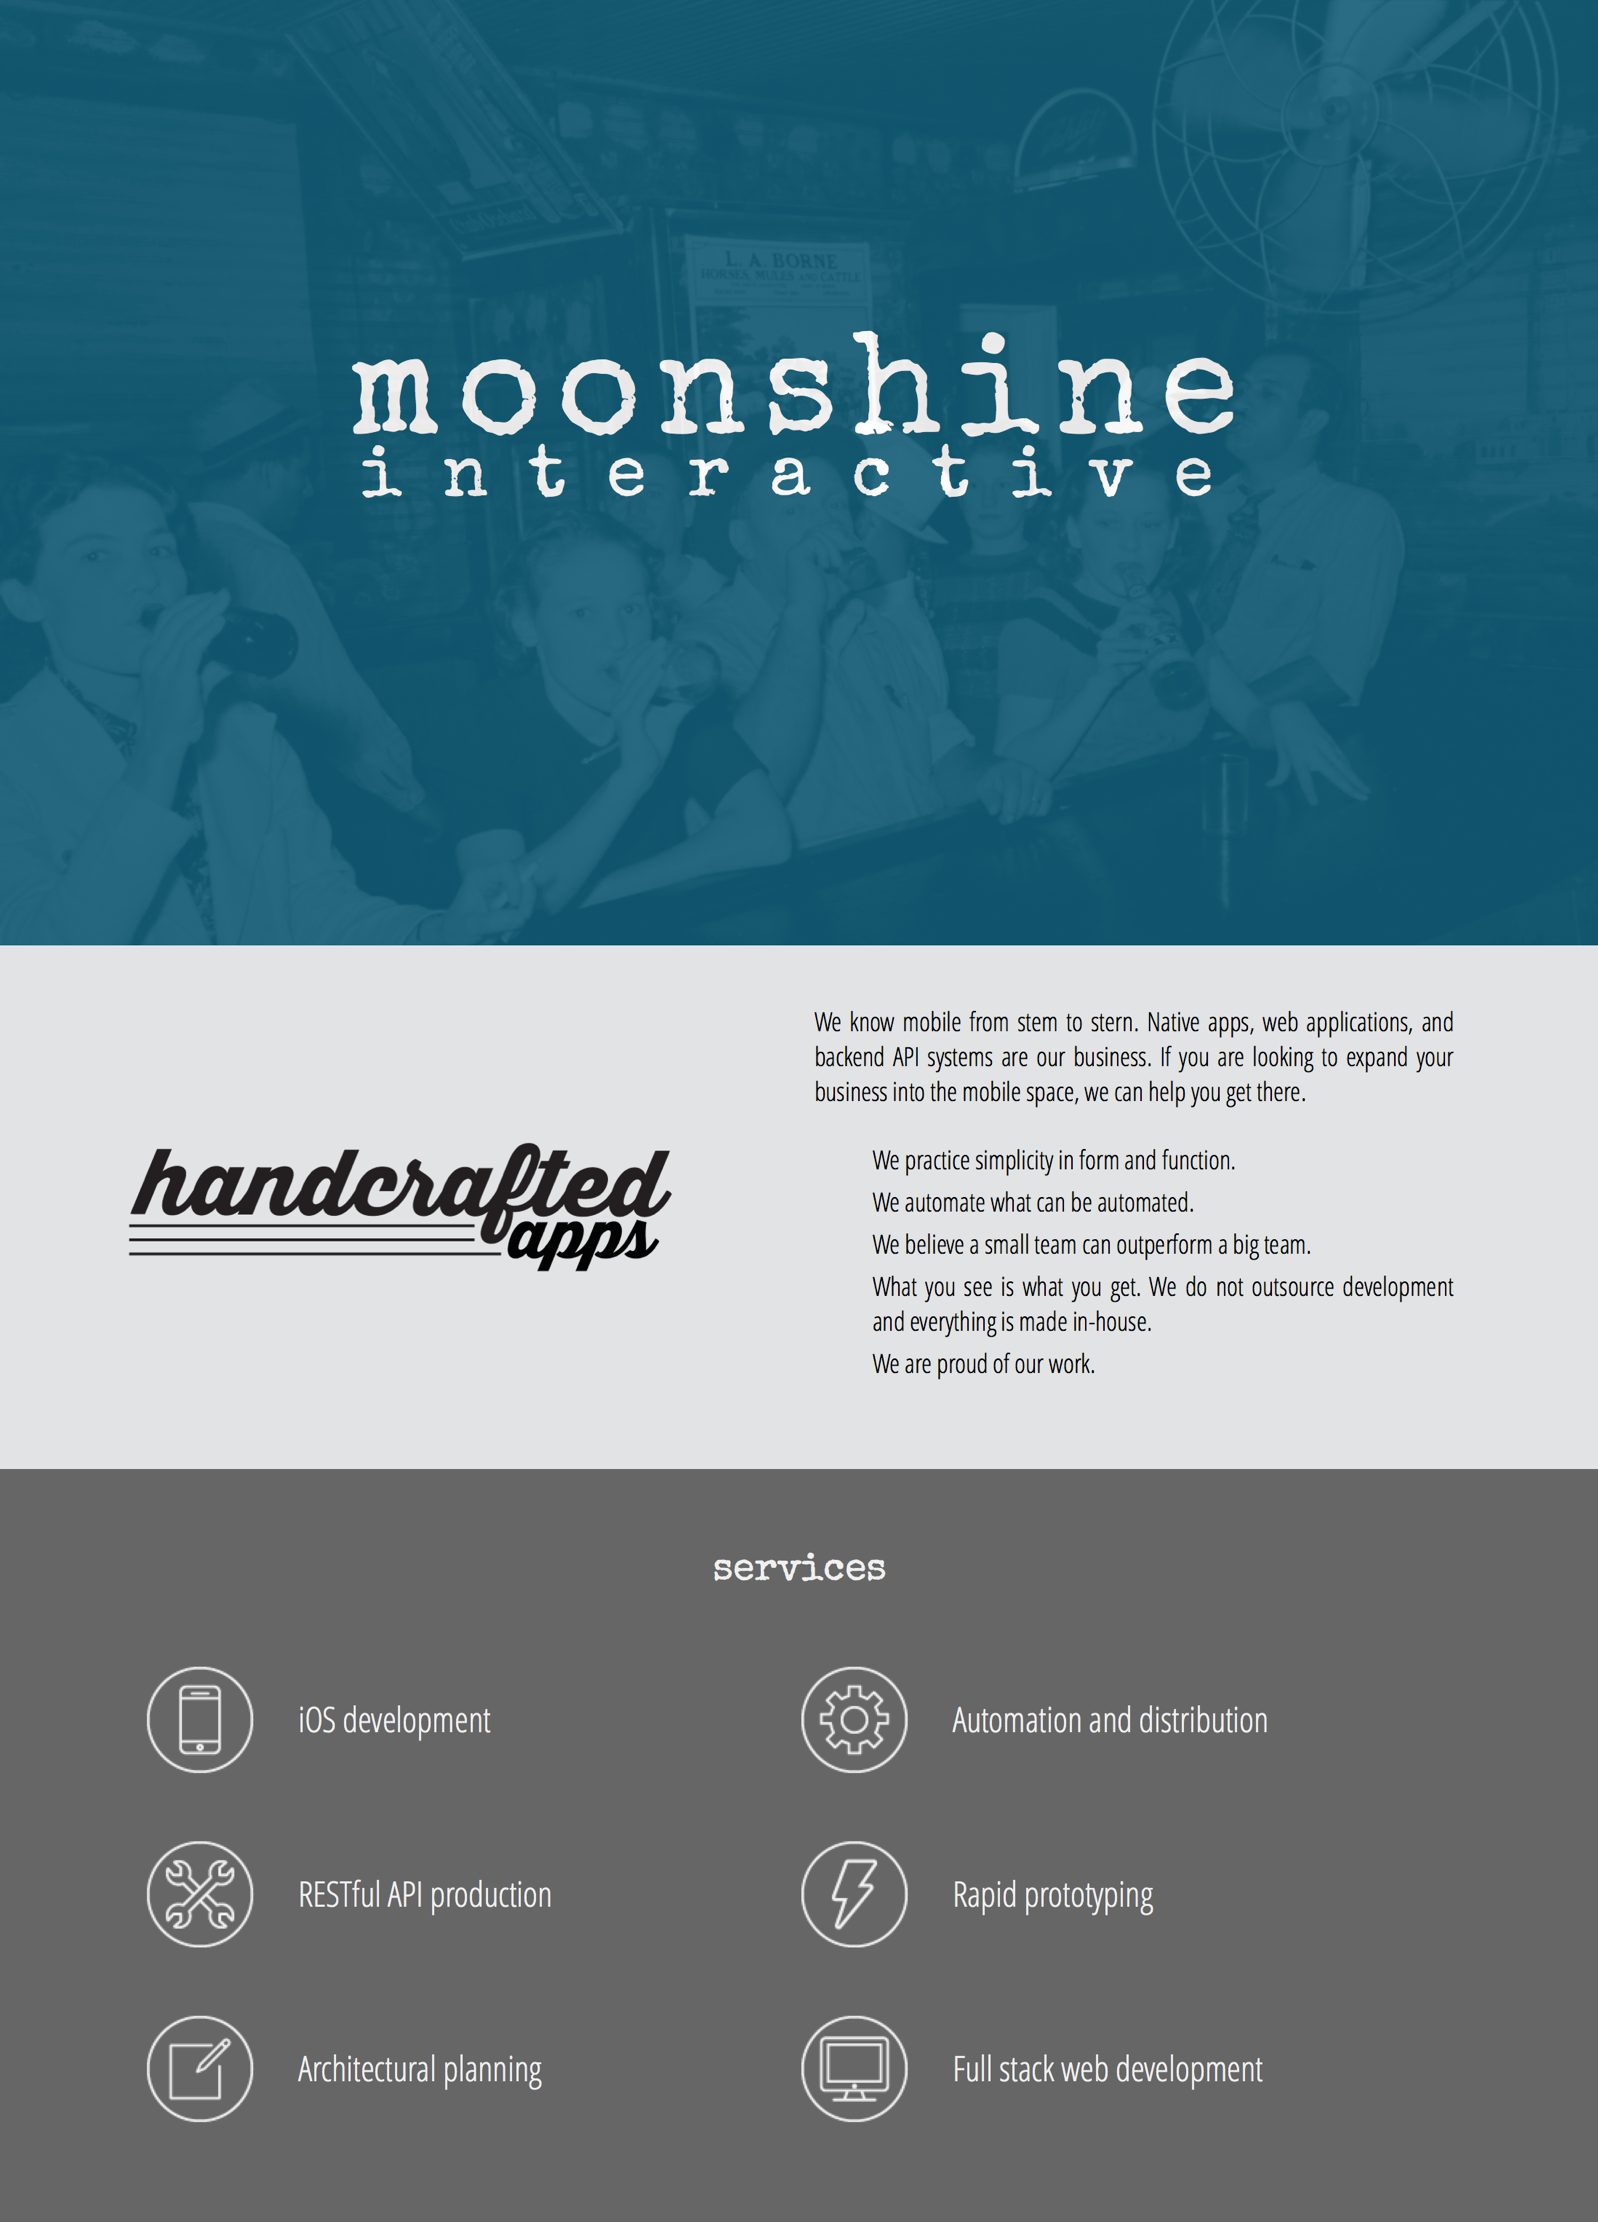 L. A. BORNE
HORSES, MULES AND CATTLE
moonshine
interactive
We know mobile from stem to stern. Native apps, web applications, and
backend API systems are our business. If you are looking to expand your
business into the mobile space, we can help you get there.
handcrafted
apps
We practice simplicity in form and function.
We automate what can be automated.
We believe a small team can outperform a big team.
What you see is what you get. We do not outsource development
and everything is made in-house.
We are proud of our work.
services
iOS development
Automation and distribution
RESTful API production
Rapid prototyping
Architectural planning
Full stack web development